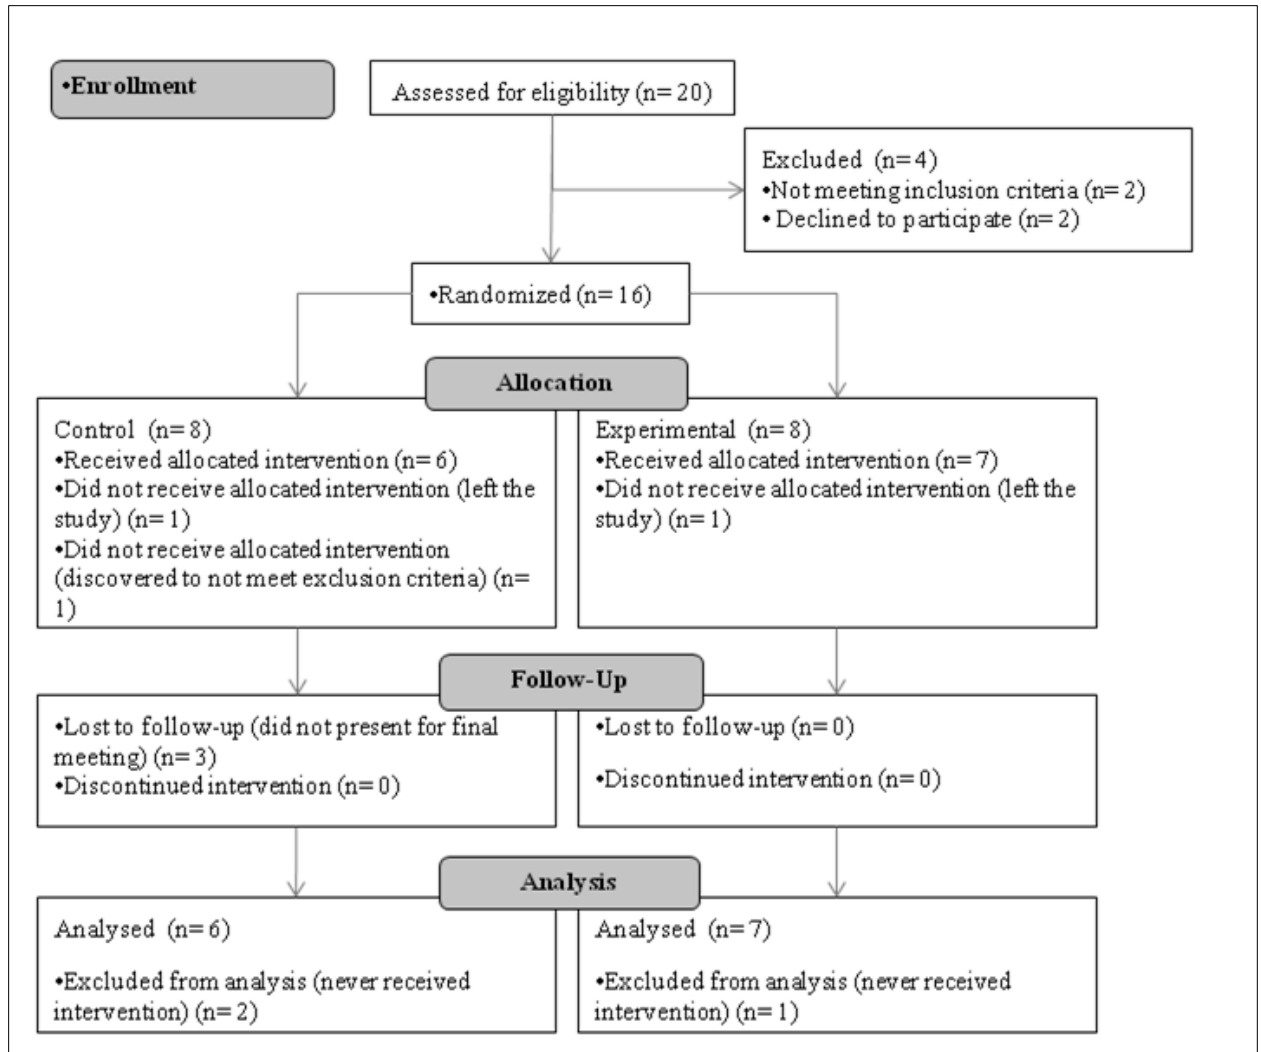 •Enrollment
Assessed for eligibility (n= 20)
Excluded (n= 4)
•Not meeting inclusion criteria (n= 2)
• Declined to participate (n= 2)
•Randomized (n= 16)
Allocation
Control (n= 8)
•Received allocated intervention (n= 6)
•Did not receive allocated intervention (left the
study) (n= 1)
•Did not receive allocated intervention
(discovered to not meet exclusion criteria) (n=
1)
Experimental (n= 8)
•Received allocated intervention (n= 7)
•Did not receive allocated intervention (left the
study) (n= 1)
Follow-Up
•Lost to follow-up (did not present for final
meeting) (n= 3)
•Discontinued intervention (n= 0)
•Lost to follow-up (n= 0)
•Discontinued intervention (n= 0)
Analysis
Analysed (n= 6)
•Excluded from analysis (never received
intervention) (n= 2)
Analysed (n= 7)
•Excluded from analysis (never received
intervention) (n= 1)